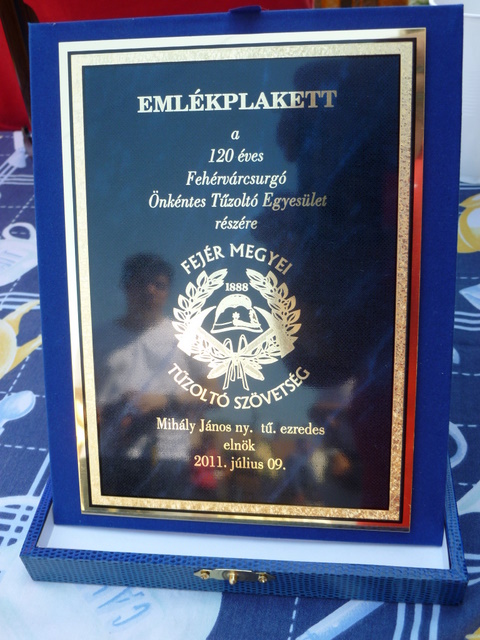 EMLÉKPLAKETT
a
120 éves
Fehérvárcsurgó
Önkéntes Tűzoltó Egyesület
részére
FEJÉR MEGYEI
1888
TŰZOLTÓ SZÖVETSÉG
Mihály János ny. tű. ezredes
elnök
2011. július 09.